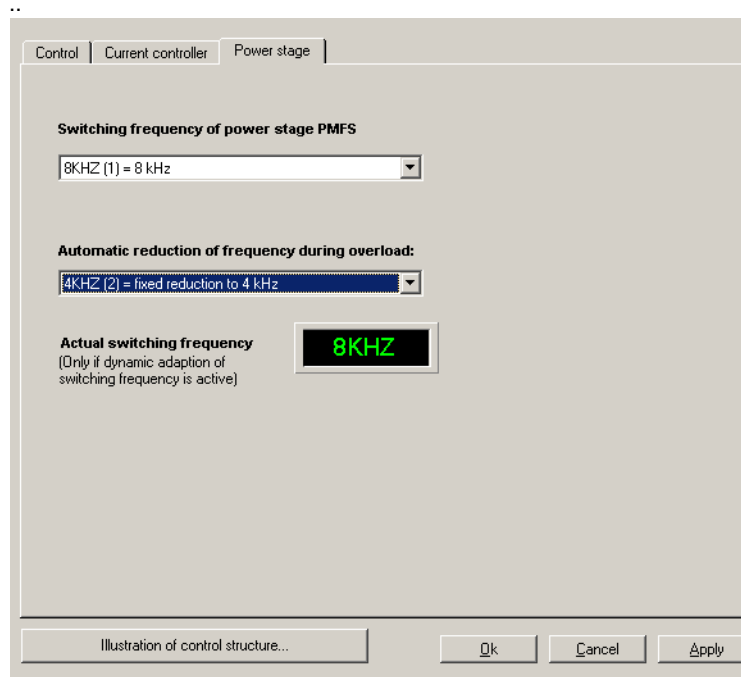 ..
Control
Current controller
Power stage
Switching frequency of power stage PMFS
8KHZ (1) = 8 kHz
Automatic reduction of frequency during overload:
4KHZ (2) = fixed reduction to 4 kHz
Actual switching frequency
8KHZ
(Only if dynamic adaption of
switching frequency is active)
Illustration of control structure...
Ok
Cancel
Apply